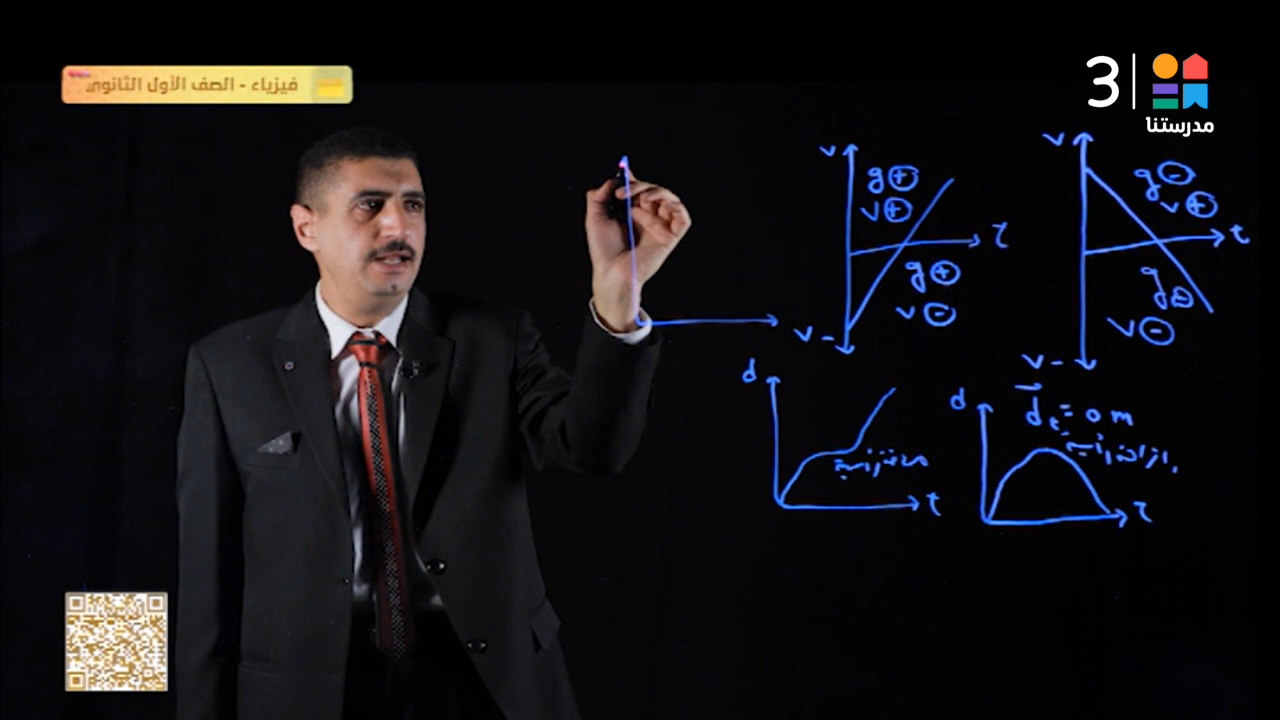 فيزياء - الصف الأول الثانوي
3
مدرستنا
v
g ⊕
v ⊕
t
g ⊕
v ⊖
v -
v
g ⊖
v ⊕
t
g
v ⊖
v -
d
t
d
d t = 0 m
t